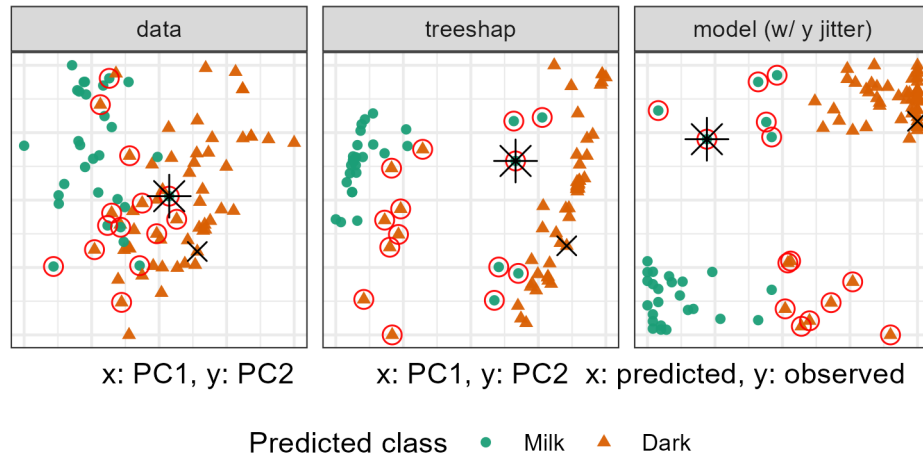 data treeshap model (w/ y jitter)
x: PC1, y: PC2 x: PC1, y: PC2 x: predicted, y: observed
Predicted class Milk Dark